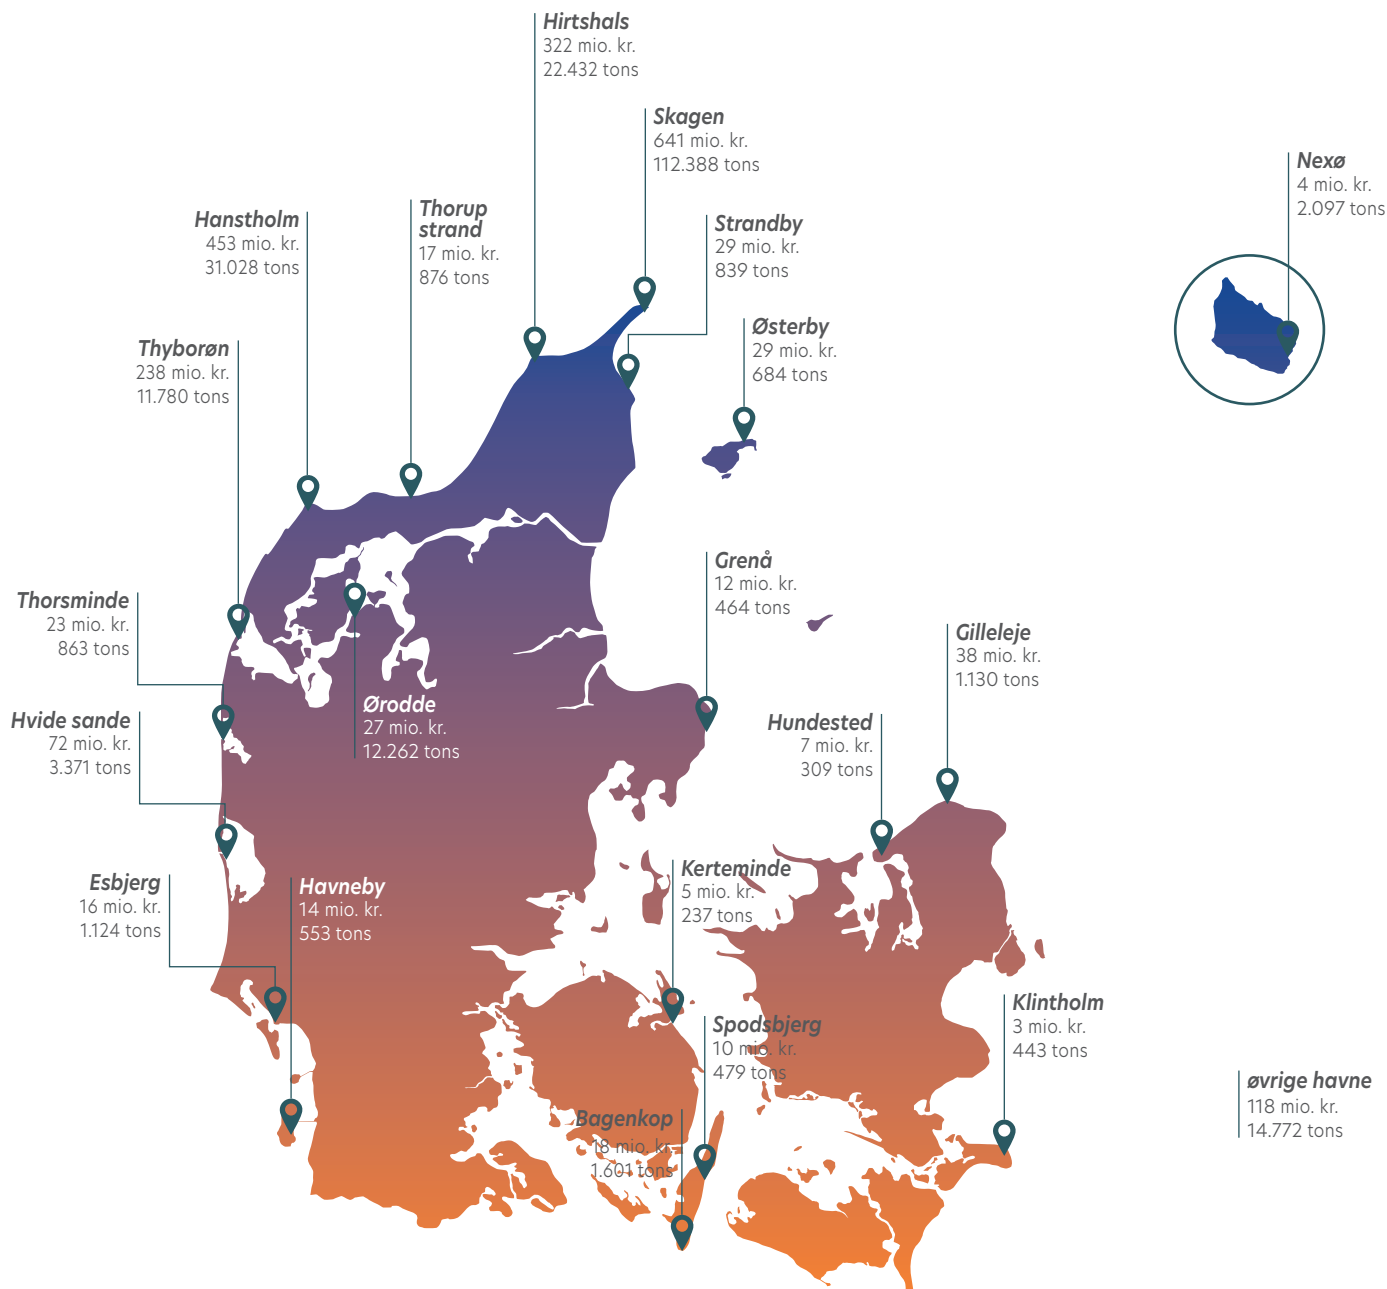 Hirtshals
322 mio. kr.
22.432 tons
Skagen
641 mio. kr.
112.388 tons
Nexø
4 mio. kr.
2.097 tons
Hanstholm
453 mio. kr.
31.028 tons
Thorup
strand
17 mio. kr.
876 tons
Strandby
29 mio. kr.
839 tons
Østerby
29 mio. kr.
684 tons
Thyborøn
238 mio. kr.
11.780 tons
Grenå
12 mio. kr.
464 tons
Thorsminde
23 mio. kr.
863 tons
Gilleleje
38 mio. kr.
1.130 tons
Ørodde
27 mio. kr.
12.262 tons
Hvide sande
72 mio. kr.
3.371 tons
Hundested
7 mio. kr.
309 tons
Kerteminde
5 mio. kr.
237 tons
Esbjerg
16 mio. kr.
1.124 tons
Havneby
14 mio. kr.
553 tons
Klintholm
3 mio. kr.
443 tons
Spodsbjerg
10 mio. kr.
479 tons
øvrige havne
118 mio. kr.
14.772 tons
Bagenkop
18 mio. kr.
1.601 tons